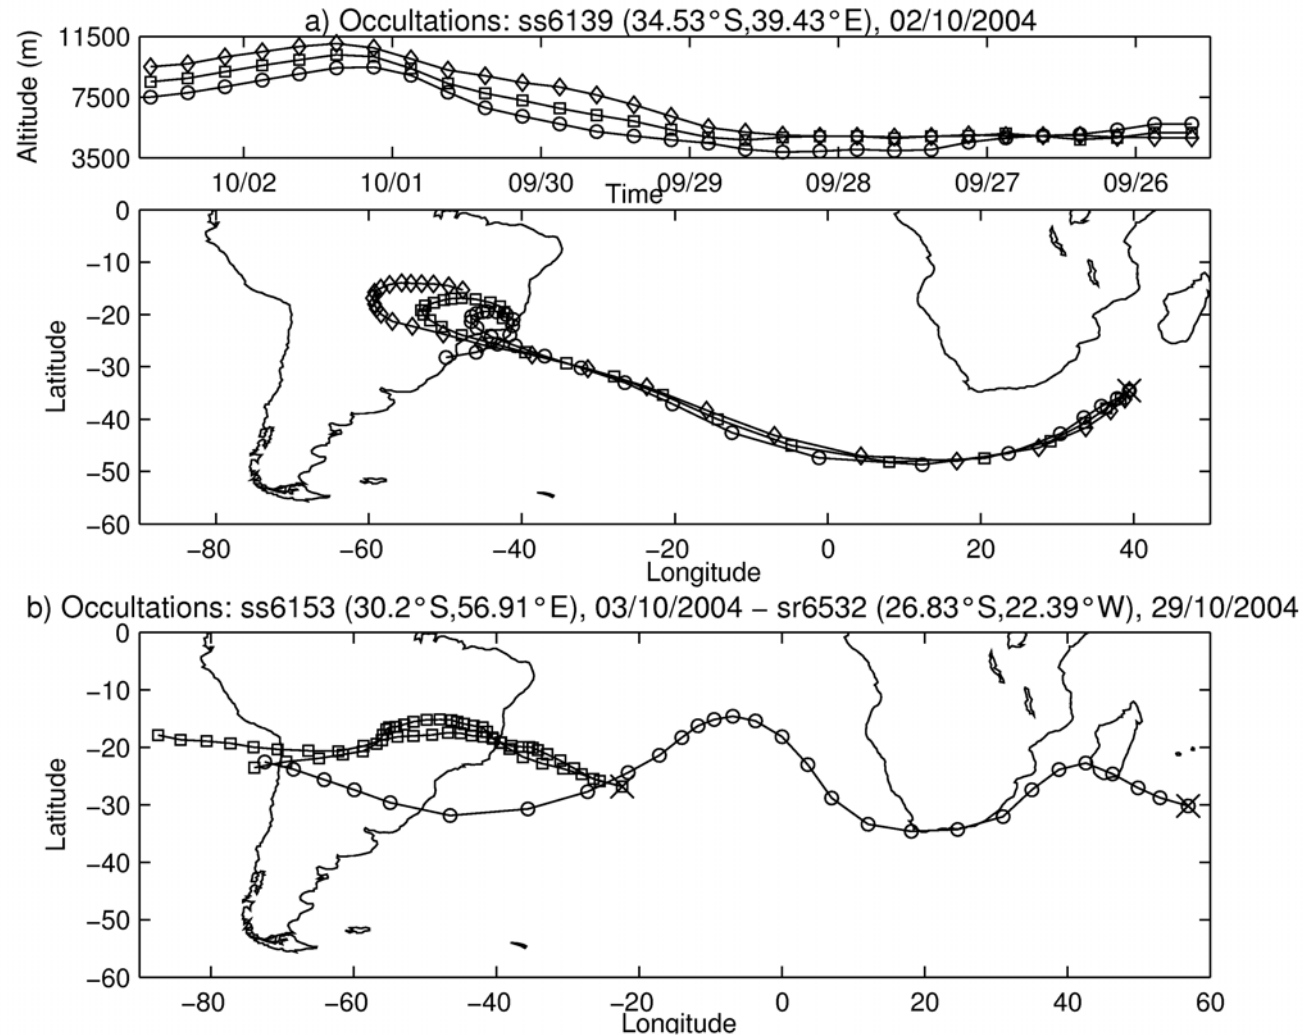 a) Occultations: ss6139 (34.53°S,39.43°E), 02/10/2004
11500
7500
3500
Altitude (m)
10/02 10/01 09/30 09/29 09/28 09/27 09/26
Time
0
−10
−20
−30
−40
−50
−60
Latitude
−80 −60 −40 −20 0 20 40
Longitude
b) Occultations: ss6153 (30.2°S,56.91°E), 03/10/2004 − sr6532 (26.83°S,22.39°W), 29/10/2004
0
−10
−20
−30
−40
−50
−60
Latitude
−80 −60 −40 −20 0 20 40 60
Longitude